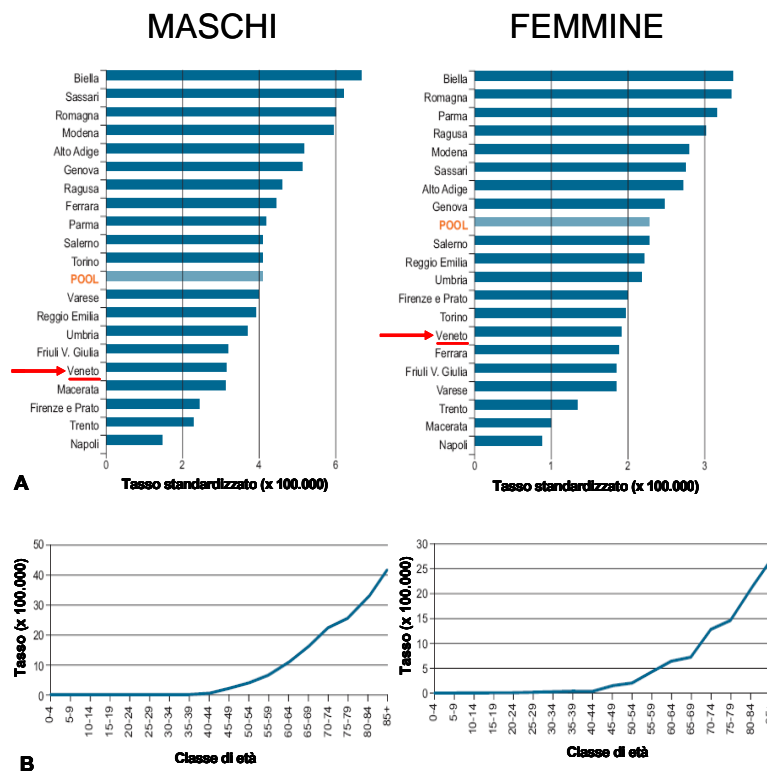 MASCHI
FEMMINE
Biella
Sassari
Romagna
Modena
Alto Adige
Genova
Ragusa
Ferrara
Parma
Salerno
Torino
POOL
Varese
Reggio Emilia
Umbria
Friuli V. Giulia
Veneto
Macerata
Firenze e Prato
Trento
Napoli
0 2 4 6
Tasso standardizzato (x 100.000)
A
Biella
Romagna
Parma
Ragusa
Modena
Sassari
Alto Adige
Genova
POOL
Salerno
Reggio Emilia
Umbria
Firenze e Prato
Torino
Veneto
Ferrara
Friuli V. Giulia
Varese
Trento
Macerata
Napoli
0 1 2 3
Tasso standardizzato (x 100.000)
Tasso (x 100.000)
50
40
30
20
10
0
0-4 5-9 10-14 15-19 20-24 25-29 30-34 35-39 40-44 45-49 50-54 55-59 60-64 65-69 70-74 75-79 80-84 85+
Classe di età
B
Tasso (x 100.000)
30
25
20
15
10
5
0
0-4 5-9 10-14 15-19 20-24 25-29 30-34 35-39 40-44 45-49 50-54 55-59 60-64 65-69 70-74 75-79 80-84
Classe di età